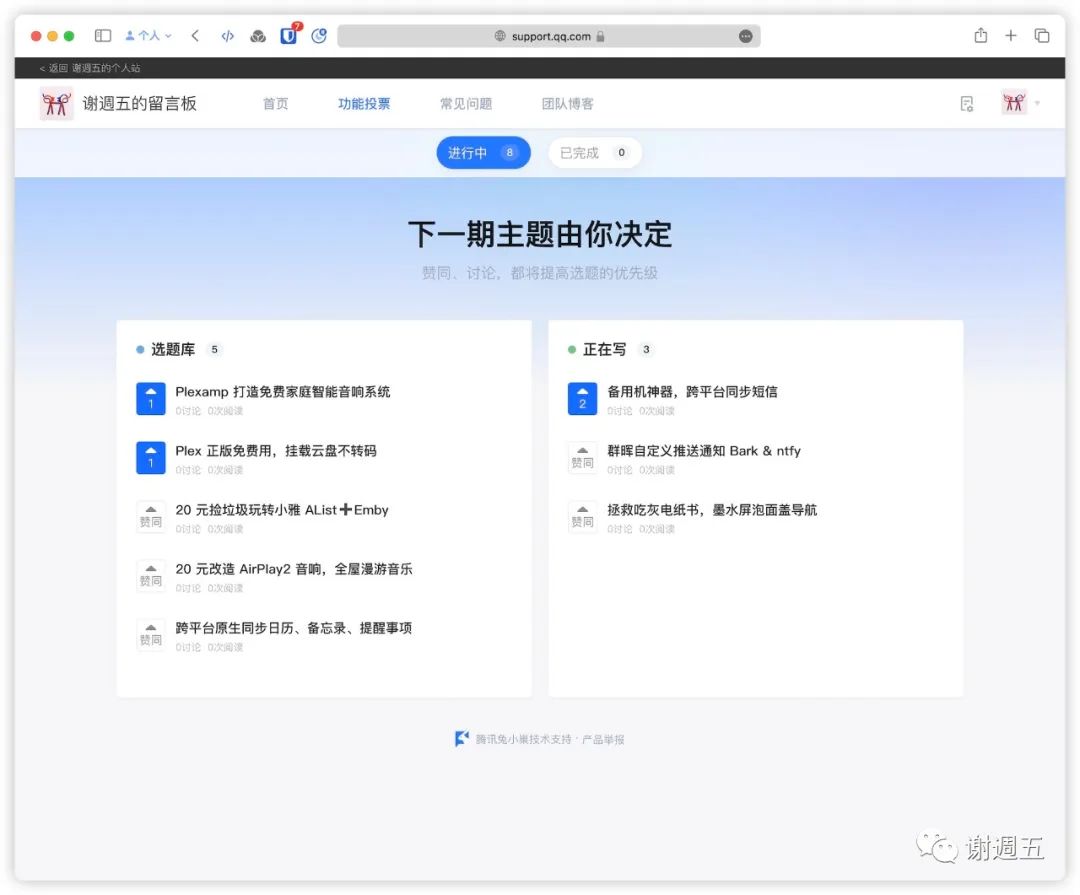 个人
7
support.qq.com
< 返回 谢週五的个人站
谢週五的留言板
首页
功能投票
常见问题
团队博客
进行中 8
已完成 0
下一期主题由你决定
赞同、讨论，都将提高选题的优先级
选题库 5
1
Plexamp 打造免费家庭智能音响系统
0讨论 0次阅读
1
Plex 正版免费用，挂载云盘不转码
0讨论 0次阅读
赞同
20 元捡垃圾玩转小雅 AList➕Emby
0讨论 0次阅读
赞同
20 元改造 AirPlay2 音响，全屋漫游音乐
0讨论 0次阅读
赞同
跨平台原生同步日历、备忘录、提醒事项
0讨论 0次阅读
正在写 3
2
备用机神器，跨平台同步短信
0讨论 0次阅读
赞同
群晖自定义推送通知 Bark & ntfy
0讨论 0次阅读
赞同
拯救吃灰电纸书，墨水屏泡面盖导航
0讨论 0次阅读
腾讯兔小巢技术支持 · 产品举报
谢週五